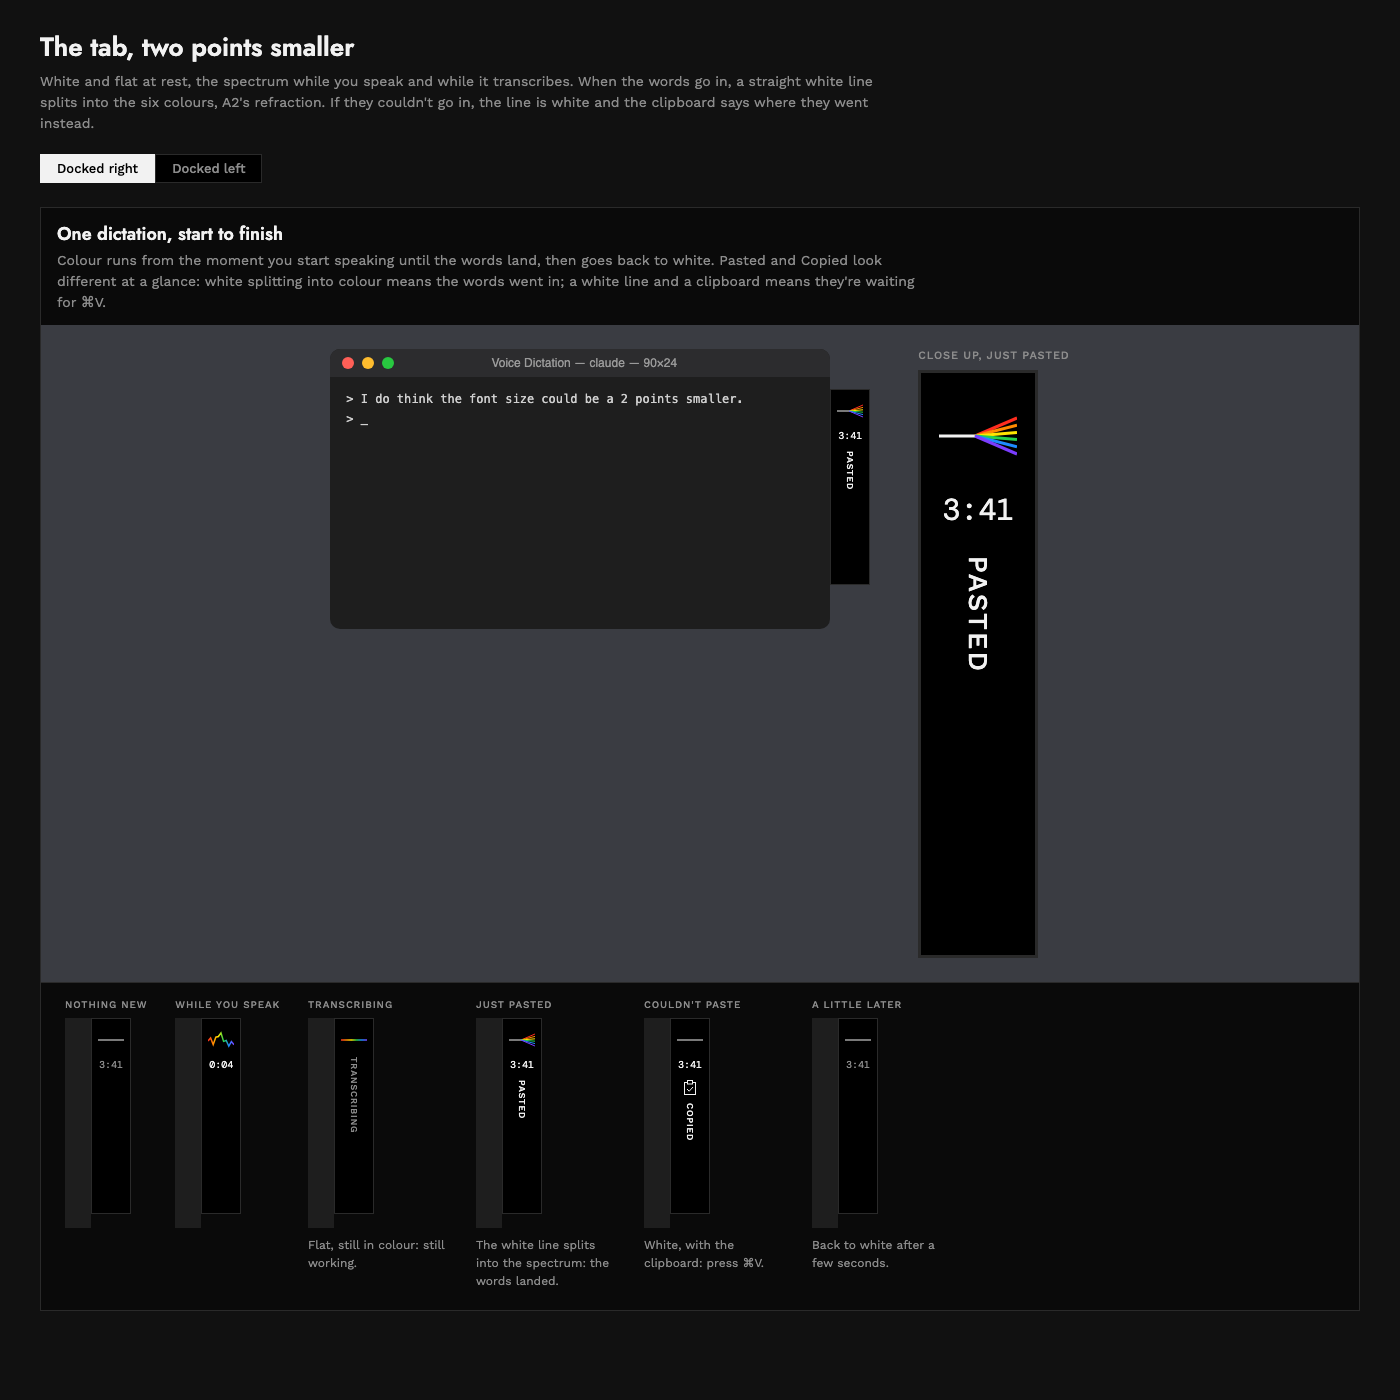 The tab, two points smaller
White and flat at rest, the spectrum while you speak and while it transcribes. When the words go in, a straight white line
splits into the six colours, A2's refraction. If they couldn't go in, the line is white and the clipboard says where they went
instead.
Docked right
Docked left
One dictation, start to finish
Colour runs from the moment you start speaking until the words land, then goes back to white. Pasted and Copied look
different at a glance: white splitting into colour means the words went in; a white line and a clipboard means they're waiting
for ⌘V.
Voice Dictation — claude — 90×24
> I do think the font size could be a 2 points smaller.
> _
3:41
PASTED
CLOSE UP, JUST PASTED
3:41
PASTED
NOTHING NEW
3:41
WHILE YOU SPEAK
0:04
TRANSCRIBING
TRANSCRIBING
Flat, still in colour: still
working.
JUST PASTED
3:41
PASTED
The white line splits
into the spectrum: the
words landed.
COULDN'T PASTE
3:41
COPIED
White, with the
clipboard: press ⌘V.
A LITTLE LATER
3:41
Back to white after a
few seconds.